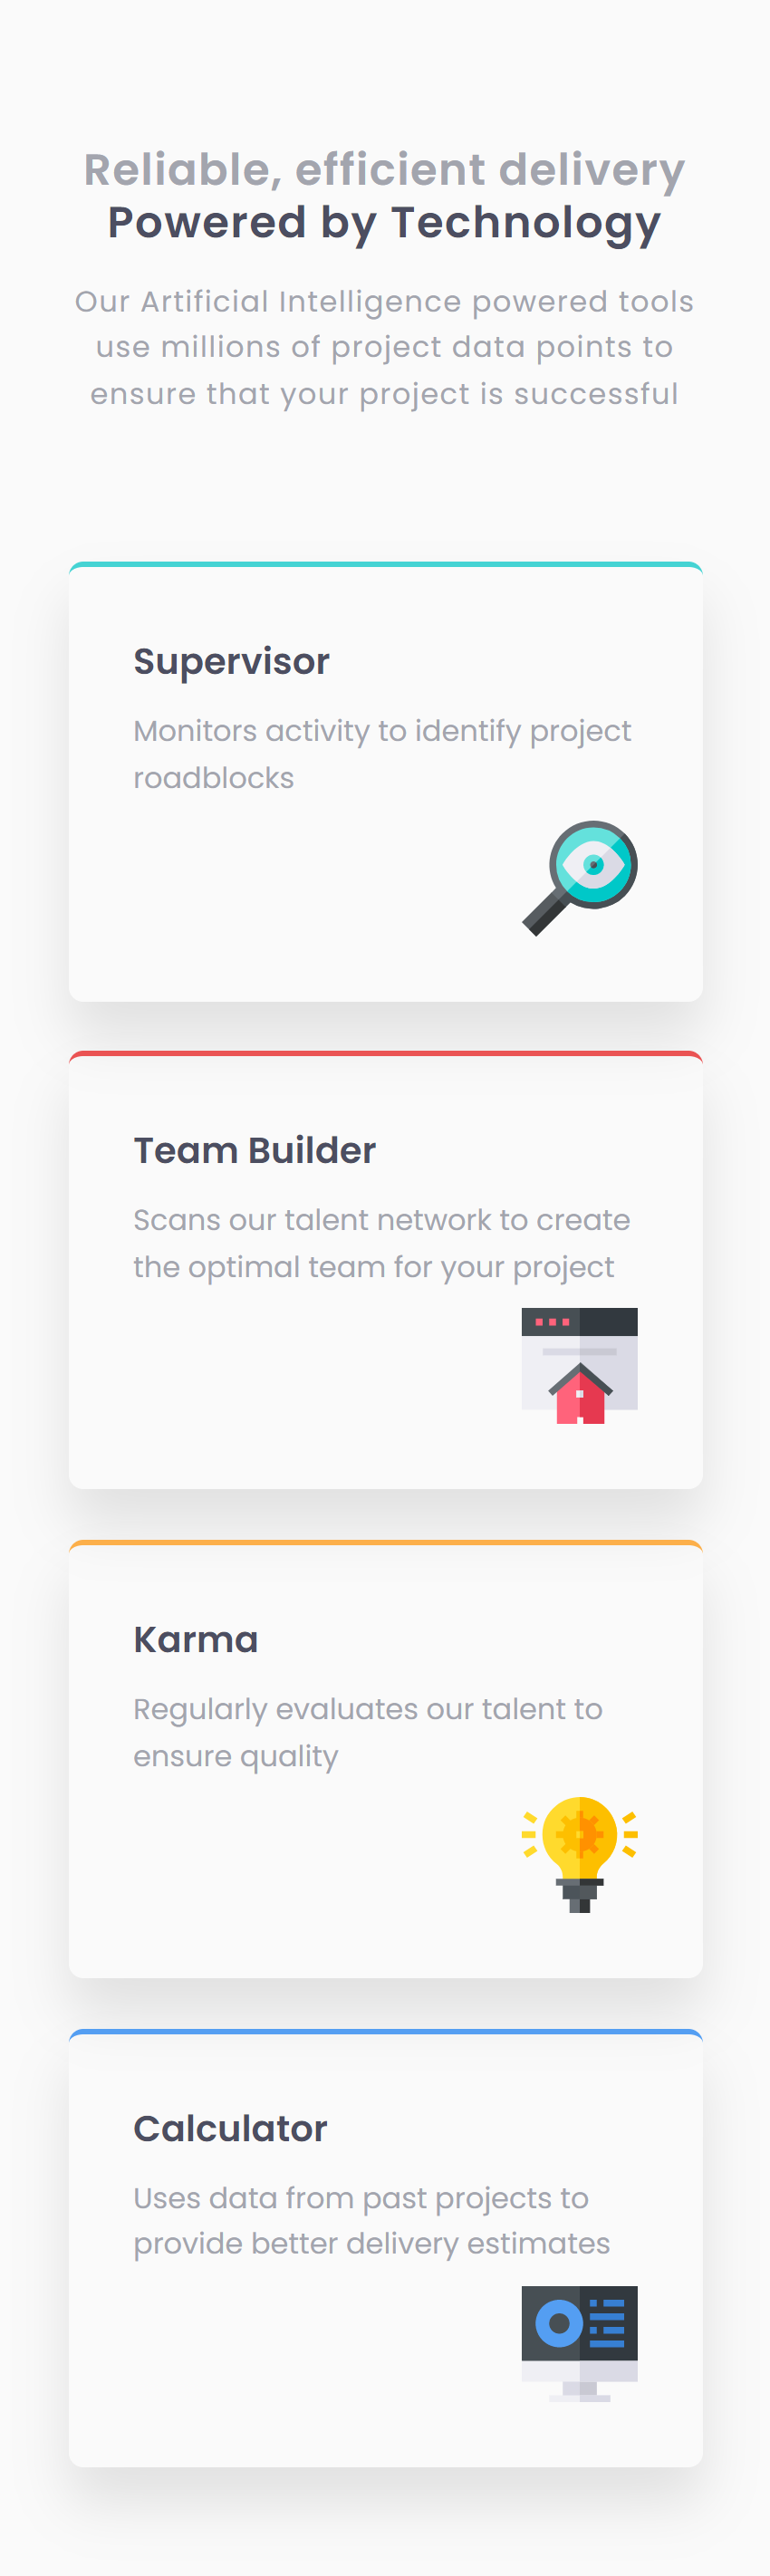 Reliable, efficient delivery
Powered by Technology
Our Artificial Intelligence powered tools
use millions of project data points to
ensure that your project is successful
Supervisor
Monitors activity to identify project
roadblocks
Team Builder
Scans our talent network to create
the optimal team for your project
Karma
Regularly evaluates our talent to
ensure quality
Calculator
Uses data from past projects to
provide better delivery estimates